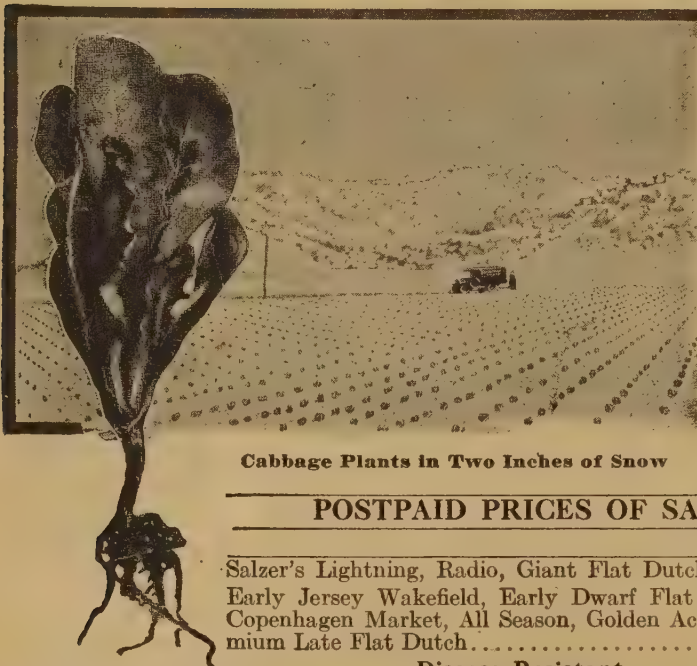 Cabbage Plants in Two Inches of Snow
POSTPAID PRICES OF SA
Salzer's Lightning, Radio, Giant Flat Dutch
Early Jersey Wakefield, Early Dwarf Flat
Copenhagen Market, All Season, Golden Ac
mium Late Flat Dutch